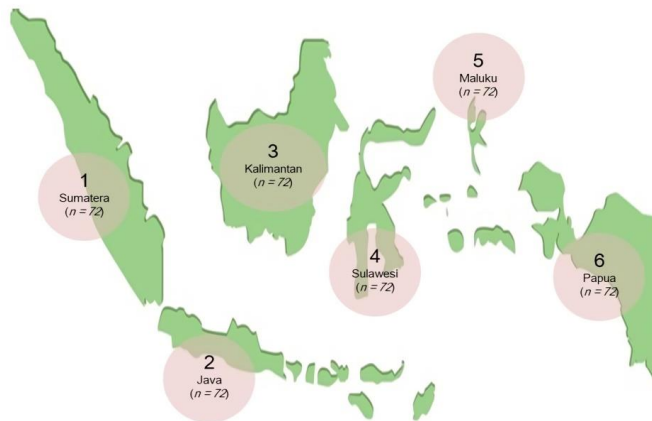 1
Sumatera
(n = 72)
2
Java
(n = 72)
3
Kalimantan
(n = 72)
4
Sulawesi
(n = 72)
5
Maluku
(n = 72)
6
Papua
(n = 72)